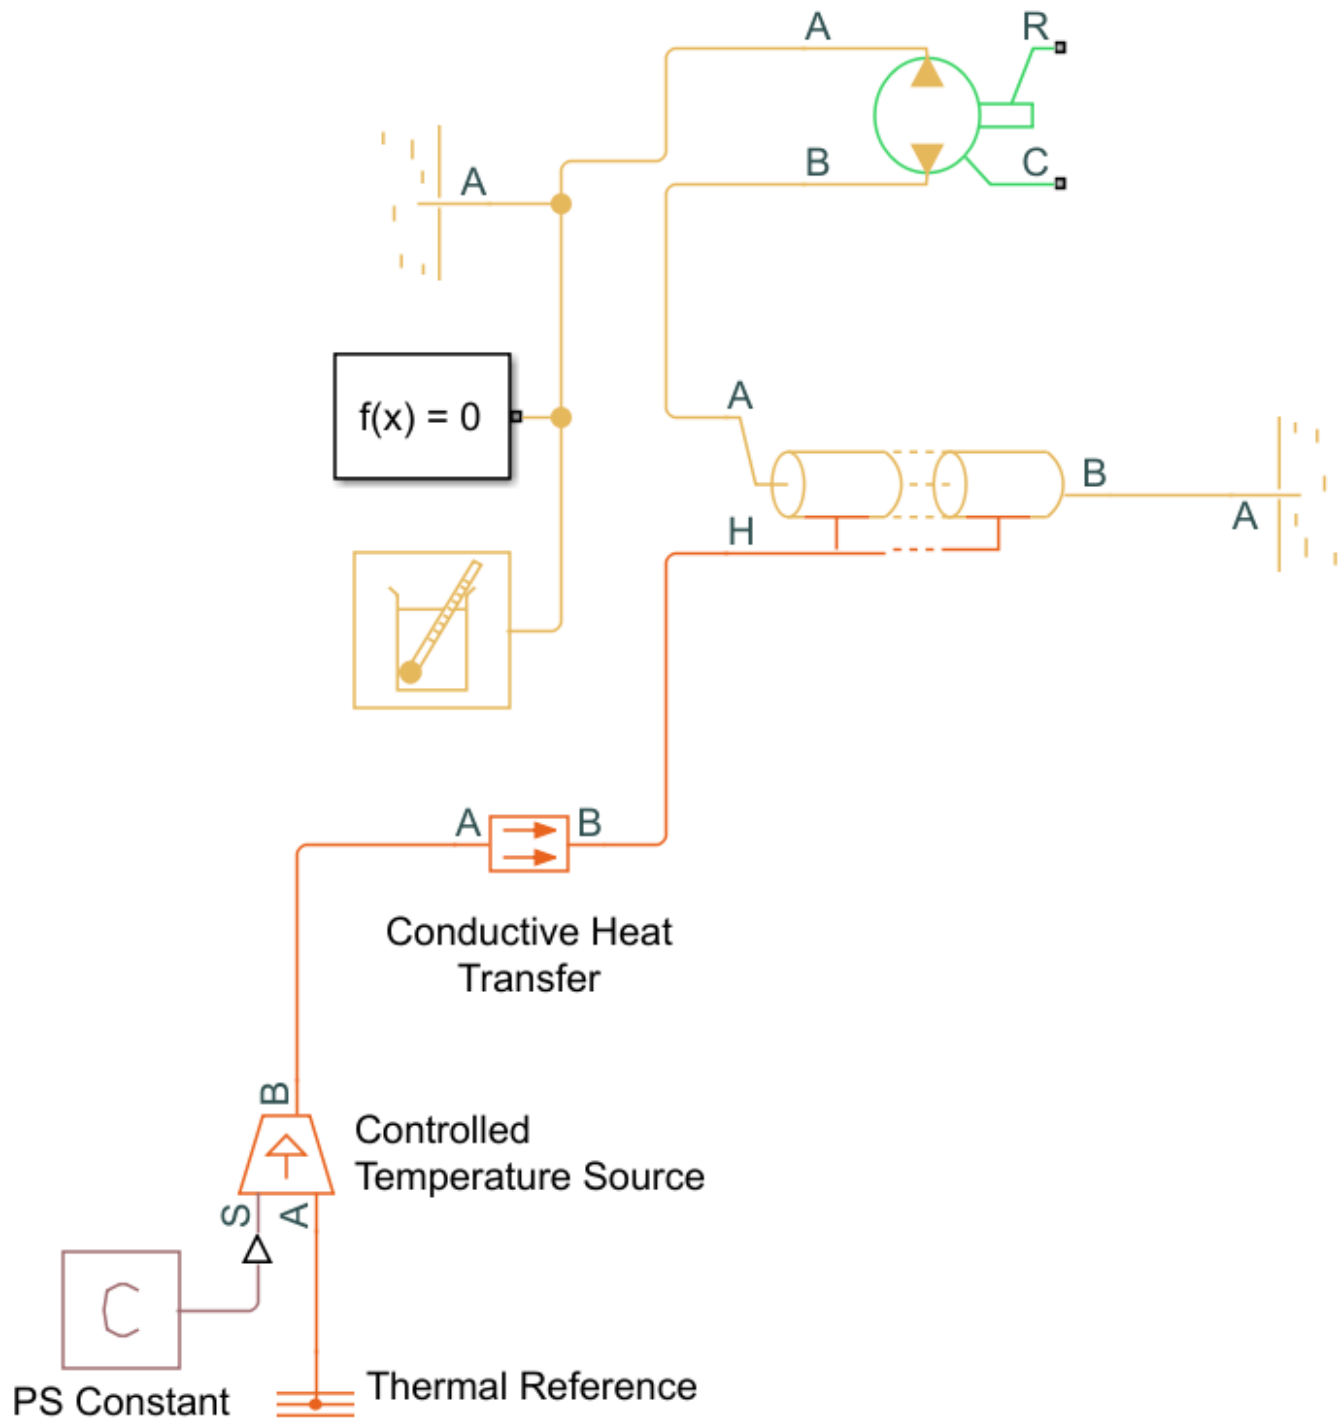 A
R
A
B
C
f(x) = 0
A
B
A
H
A
B
Conductive Heat
Transfer
B
Controlled
Temperature Source
S
A
C
PS Constant
Thermal Reference